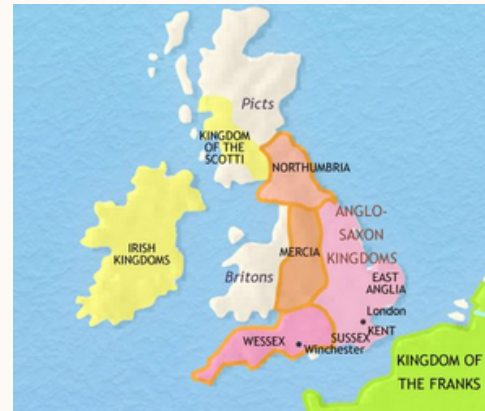 Picts
KINGDOM
OF THE
SCOTTI
NORTHUMBRIA
ANGLO-
SAXON
KINGDOMS
IRISH
KINGDOMS
MERCIA
Britons
EAST
ANGLIA
London
KENT
SUSSEX
WESSEX
Winchester
KINGDOM OF
THE FRANKS